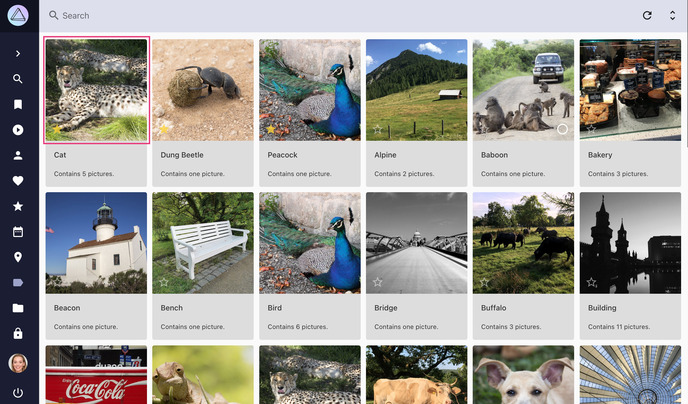 Search
Cat
Contains 5 pictures.
Dung Beetle
Contains one picture.
Peacock
Contains one picture.
Alpine
Contains 2 pictures.
Baboon
Contains one picture.
Bakery
Contains 3 pictures.
Beacon
Contains one picture.
Bench
Contains one picture.
Bird
Contains 6 pictures.
Bridge
Contains one picture.
Buffalo
Contains 3 pictures.
Building
Contains 11 pictures.
Coca-Cola